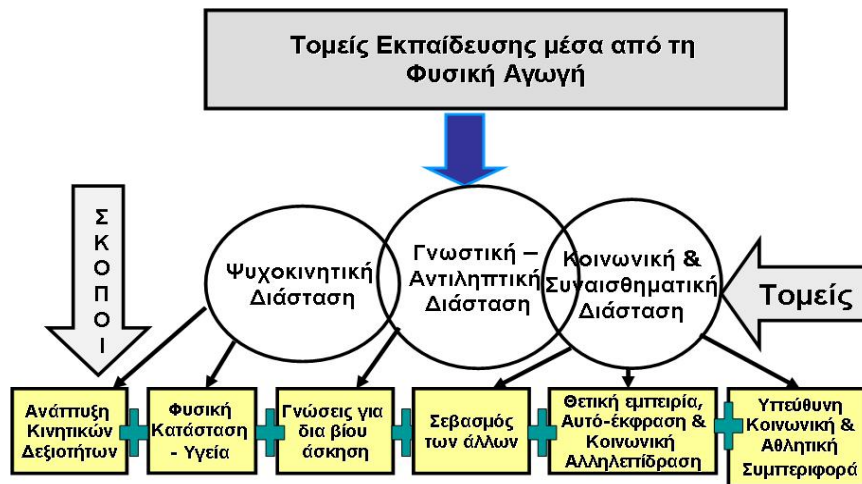 Τομείς Εκπαίδευσης μέσα από τη
Φυσική Αγωγή
ΣΚΟΠΟΙ
Ψυχοκινητική
Διάσταση
Γνωστική –
Αντιληπτική
Διάσταση
Κοινωνική &
Συναισθηματική
Διάσταση
Τομείς
Ανάπτυξη
Κινητικών
Δεξιοτήτων
Φυσική
Κατάσταση
- Υγεία
Γνώσεις για
δια βίου
άσκηση
Σεβασμός
των άλλων
Θετική εμπειρία,
Αυτό-έκφραση &
Κοινωνική
Αλληλεπίδραση
Υπεύθυνη
Κοινωνική &
Αθλητική
Συμπεριφορά